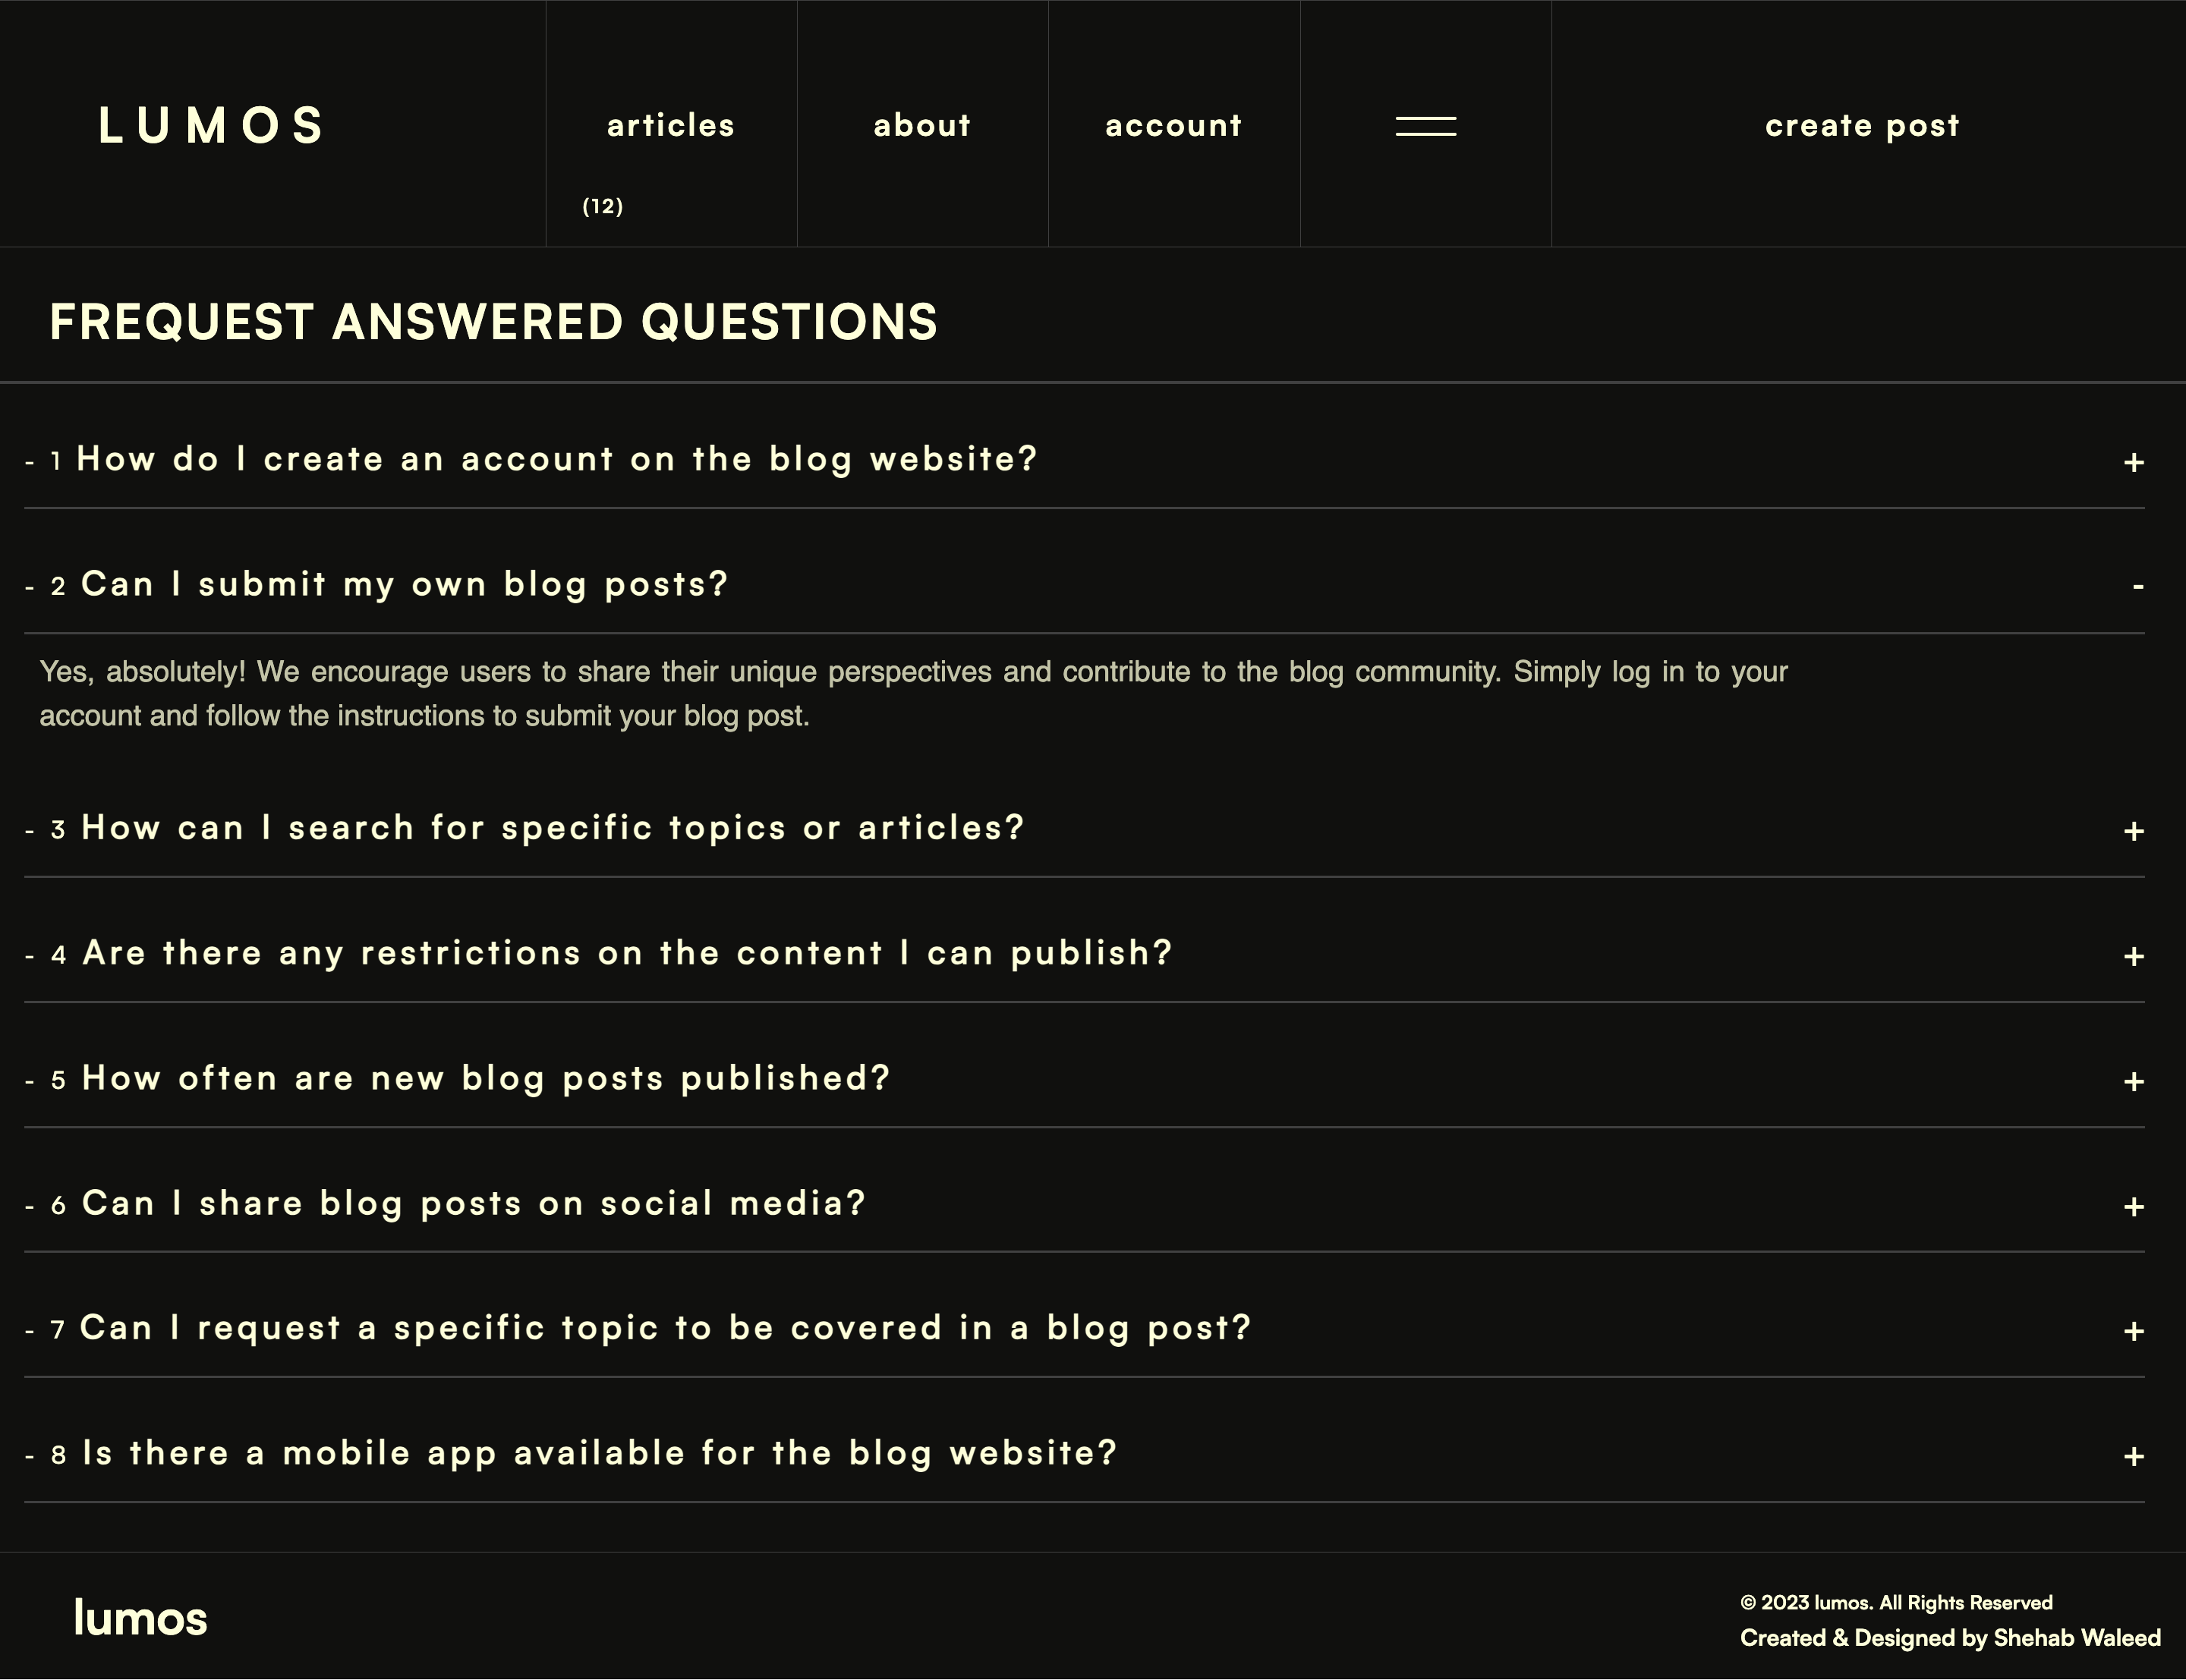 LUMOS
articles
(12)
about
account
create post
FREQUEST ANSWERED QUESTIONS
- 1 How do I create an account on the blog website? +
- 2 Can I submit my own blog posts? -
Yes, absolutely! We encourage users to share their unique perspectives and contribute to the blog community. Simply log in to your
account and follow the instructions to submit your blog post.
- 3 How can I search for specific topics or articles? +
- 4 Are there any restrictions on the content I can publish? +
- 5 How often are new blog posts published? +
- 6 Can I share blog posts on social media? +
- 7 Can I request a specific topic to be covered in a blog post? +
- 8 Is there a mobile app available for the blog website? +
lumos
© 2023 lumos. All Rights Reserved
Created & Designed by Shehab Waleed